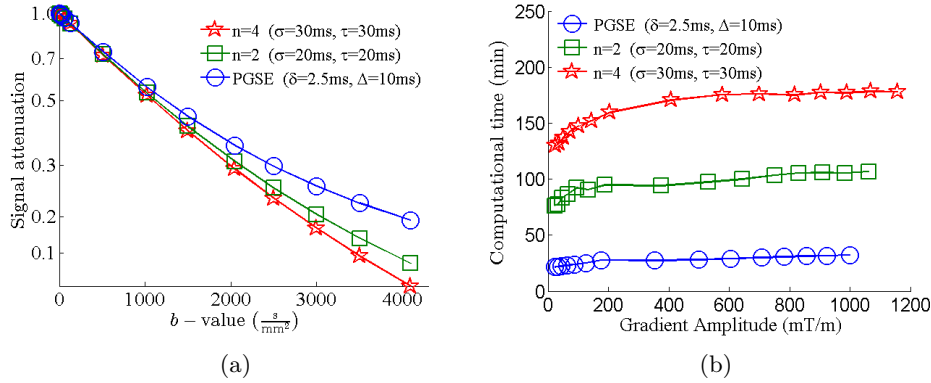 1.0
0.7
0.5
0.3
0.2
0.1
Signal attenuation
n=4 (σ=30ms, τ=30ms)
n=2 (σ=20ms, τ=20ms)
PGSE (δ=2.5ms, Δ=10ms)
0 1000 2000 3000 4000
b − value (s/mm²)
(a)
250
200
150
100
50
0
Computational time (min)
PGSE (δ=2.5ms, Δ=10ms)
n=2 (σ=20ms, τ=20ms)
n=4 (σ=30ms, τ=30ms)
0 200 400 600 800 1000 1200
Gradient Amplitude (mT/m)
(b)